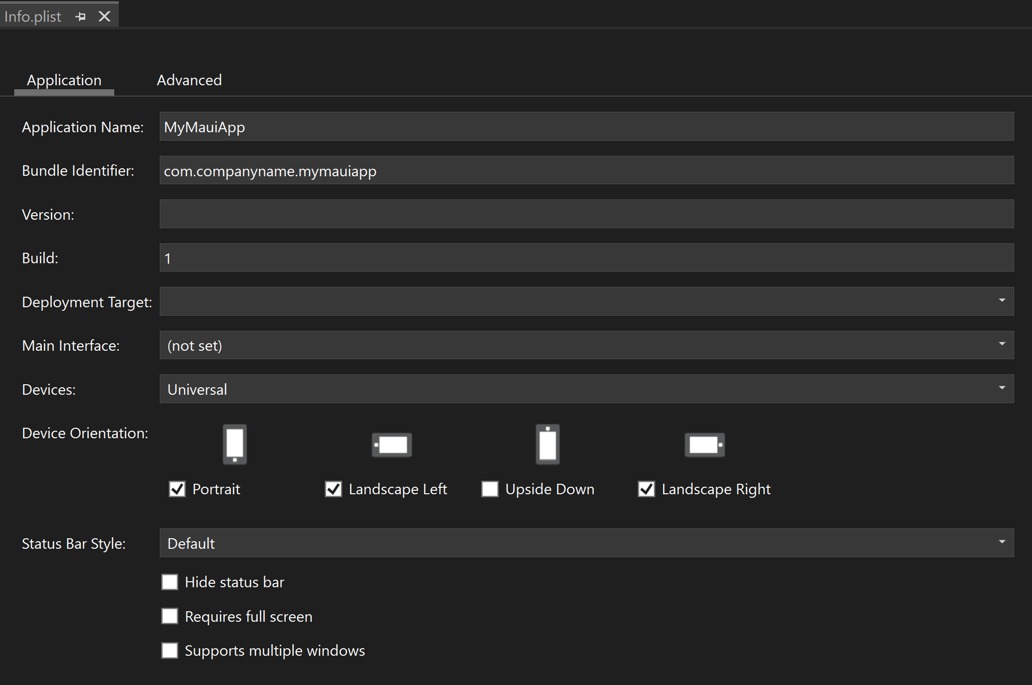 Info.plist
Application Advanced
Application Name: MyMauiApp
Bundle Identifier: com.companyname.mymauiapp
Version:
Build: 1
Deployment Target:
Main Interface: (not set)
Devices: Universal
Device Orientation:
Portrait Landscape Left Upside Down Landscape Right
Status Bar Style: Default
Hide status bar
Requires full screen
Supports multiple windows